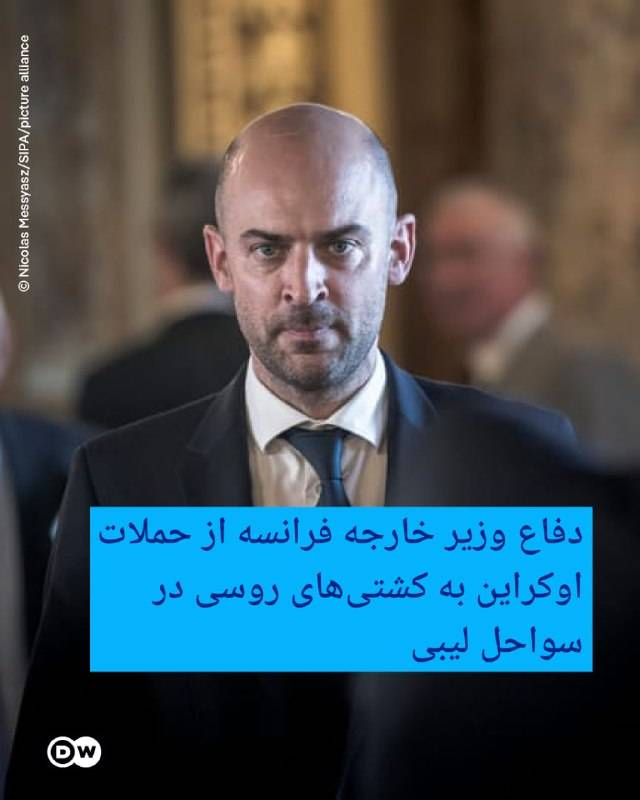 © Nicolas Messyasz/SIPA/picture alliance
دفاع وزیر خارجه فرانسه از حملات
اوکراین به کشتی‌های روسی در
سواحل لیبی
DW